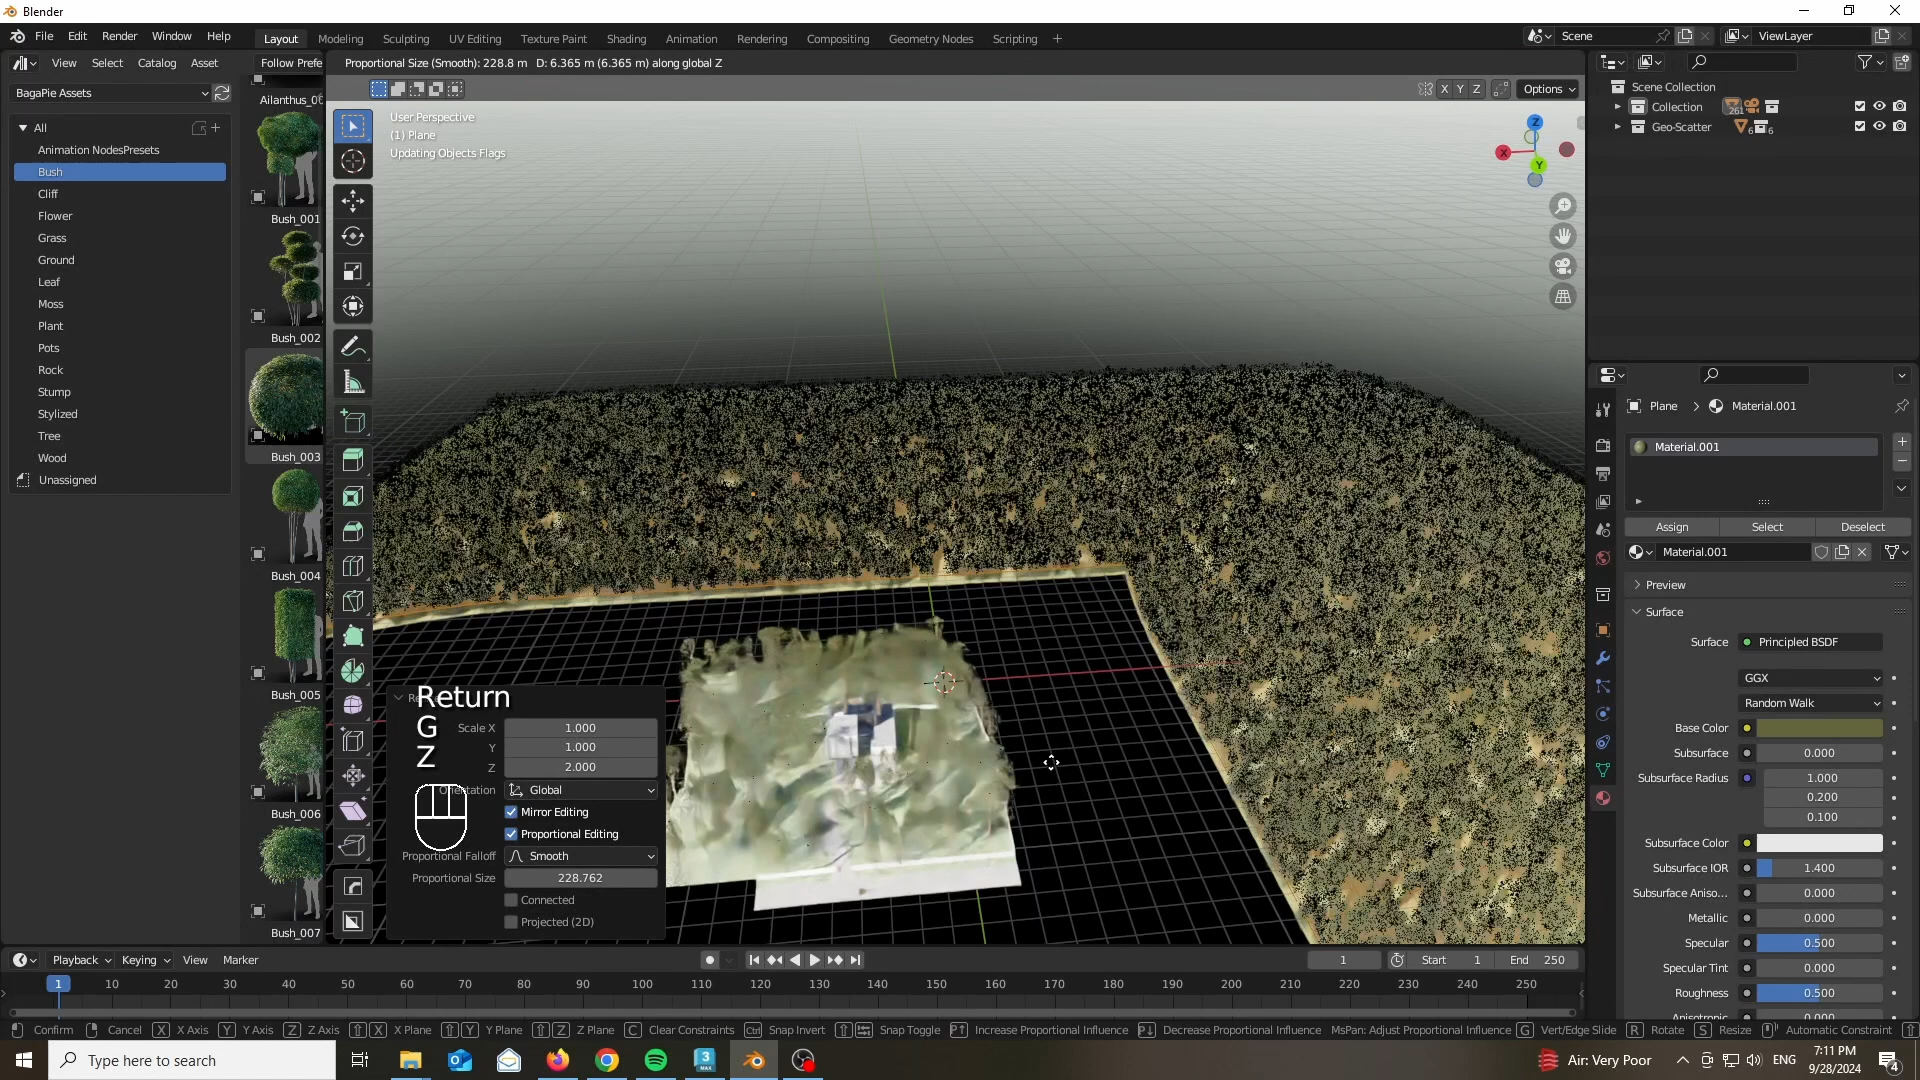 Blender
File Edit Render Window Help
Layout Modeling Sculpting UV Editing Texture Paint Shading Animation Rendering Compositing Geometry Nodes Scripting
Scene
ViewLayer
View Select Catalog Asset Follow Prefe
Proportional Size (Smooth): 228.8 m D: 6.365 m (6.365 m) along global Z
BagaPie Assets
X Y Z
Options
User Perspective
(1) Plane
Updating Objects Flags
All
Animation NodesPresets
Bush
Cliff
Flower
Grass
Ground
Leaf
Moss
Plant
Pots
Rock
Stump
Stylized
Tree
Wood
Unassigned
Bush_001
Bush_002
Bush_003
Bush_004
Bush_005
Bush_006
Bush_007
Z
X
Y
Scene Collection
Collection
261
Geo-Scatter
6
6
Return
G
Z
Scale X 1.000
Y 1.000
Z 2.000
Orientation Global
Mirror Editing
Proportional Editing
Proportional Falloff Smooth
Proportional Size 228.762
Connected
Projected (2D)
Plane
Material.001
Material.001
Assign Select Deselect
Material.001
Preview
Surface
Surface Principled BSDF
GGX
Random Walk
Base Color
Subsurface 0.000
Subsurface Radius 1.000
0.200
0.100
Subsurface Color
Subsurface IOR 1.400
Subsurface Aniso... 0.000
Metallic 0.000
Specular 0.500
Specular Tint 0.000
Roughness 0.500
Playback Keying View Marker
1
Start 1 End 250
1 10 20 30 40 50 60 70 80 90 100 110 120 130 140 150 160 170 180 190 200 210 220 230 240 250
Confirm Cancel X X Axis Y Y Axis Z Z Axis X X Plane Y Y Plane Z Z Plane C Clear Constraints Ctrl Snap Invert Snap Toggle P↑ Increase Proportional Influence P↓ Decrease Proportional Influence MsPan: Adjust Proportional Influence G Vert/Edge Slide R Rotate S Resize Automatic Constraint
Type here to search
3
MAX
Air: Very Poor
ENG
7:11 PM
9/28/2024
4